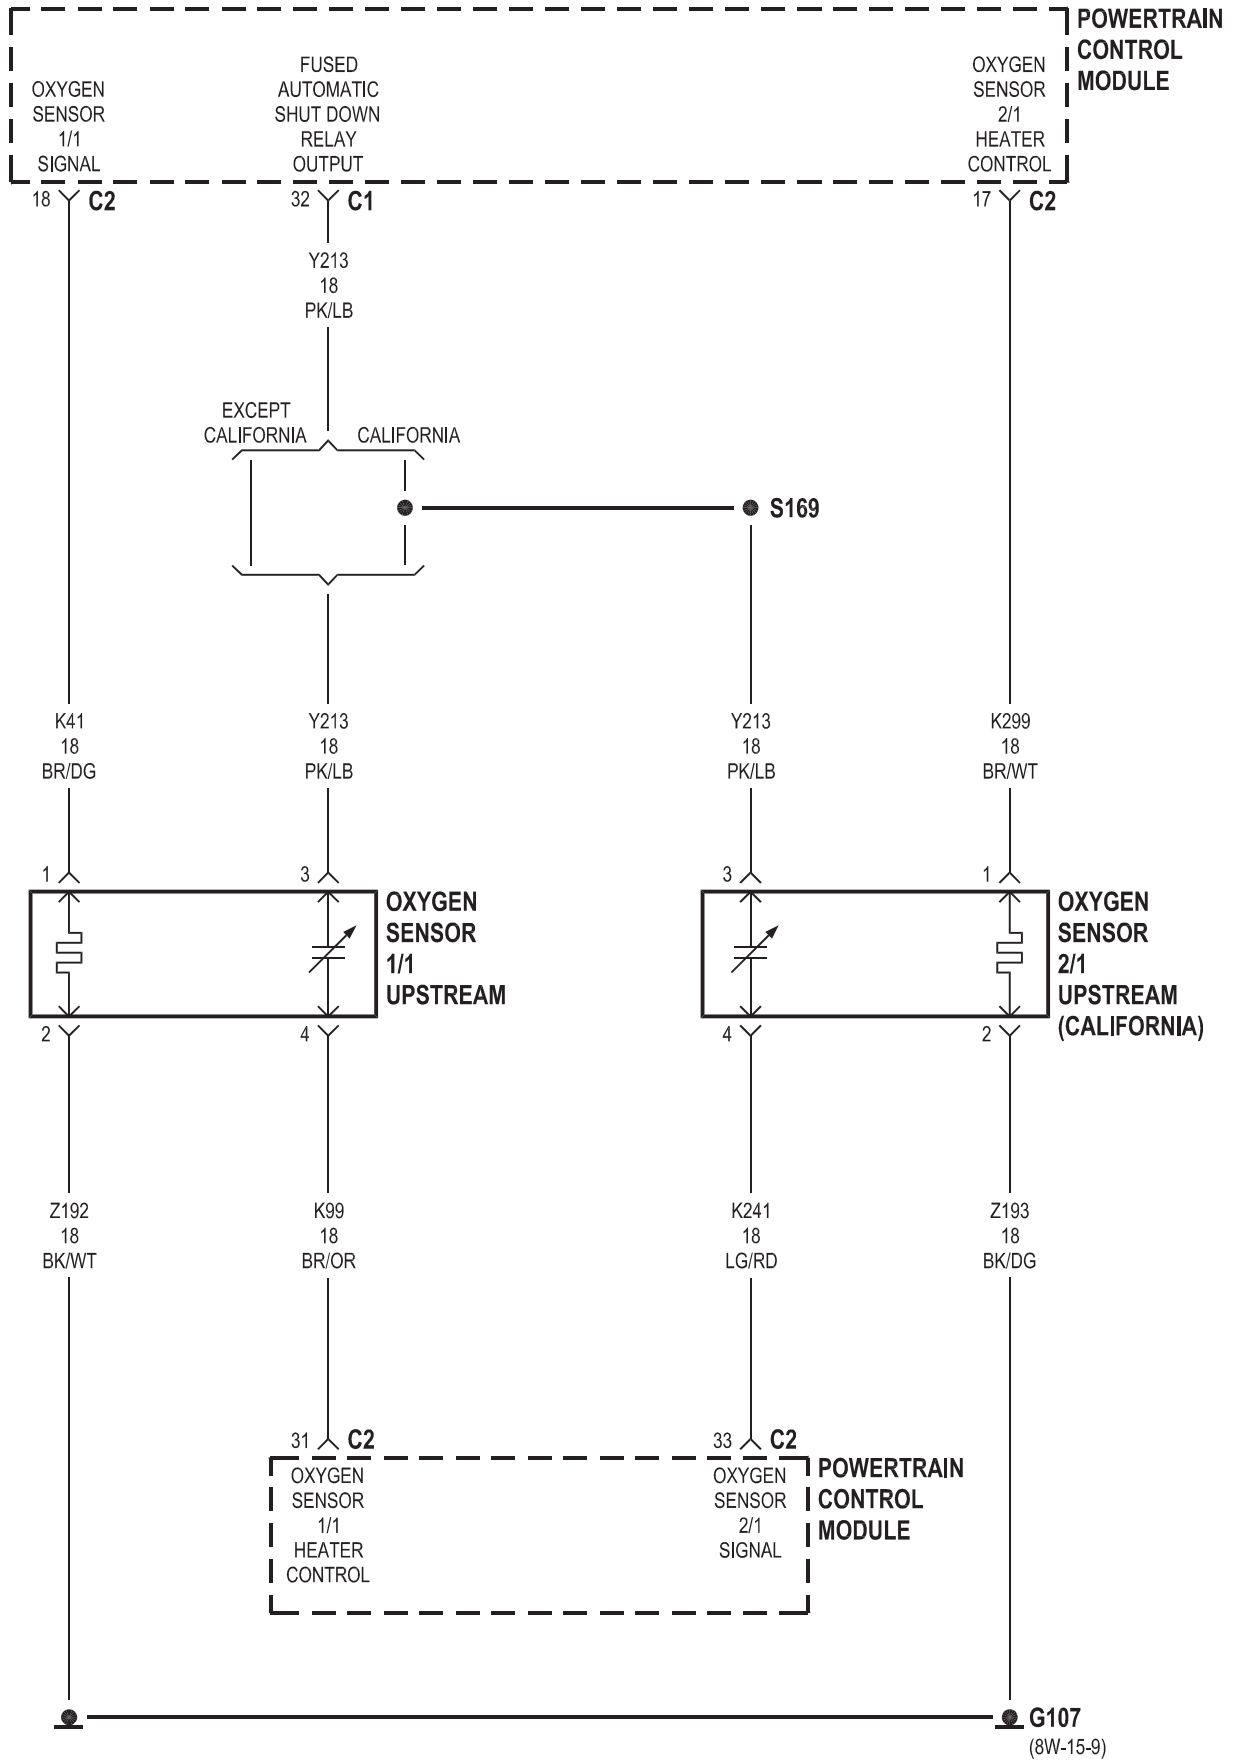 POWERTRAIN
CONTROL
MODULE
OXYGEN
SENSOR
1/1
SIGNAL
FUSED
AUTOMATIC
SHUT DOWN
RELAY
OUTPUT
OXYGEN
SENSOR
2/1
HEATER
CONTROL
18 C2
32 C1
17 C2
Y213
18
PK/LB
EXCEPT
CALIFORNIA
CALIFORNIA
S169
K41
18
BR/DG
Y213
18
PK/LB
Y213
18
PK/LB
K299
18
BR/WT
1
3
3
1
OXYGEN
SENSOR
1/1
UPSTREAM
OXYGEN
SENSOR
2/1
UPSTREAM
(CALIFORNIA)
2
4
4
2
Z192
18
BK/WT
K99
18
BR/OR
K241
18
LG/RD
Z193
18
BK/DG
31 C2
33 C2
OXYGEN
SENSOR
1/1
HEATER
CONTROL
OXYGEN
SENSOR
2/1
SIGNAL
POWERTRAIN
CONTROL
MODULE
G107
(8W-15-9)